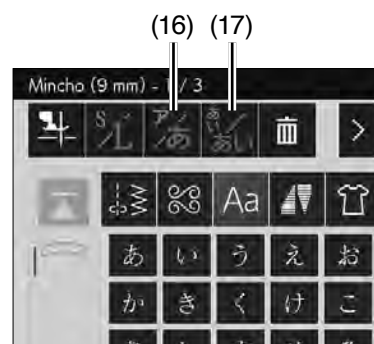 (16) (17)
Mincho (9 mm) - 1 / 3
S/L ア/あ あい/あい >
Aa
あ い う え お
か き く け こ